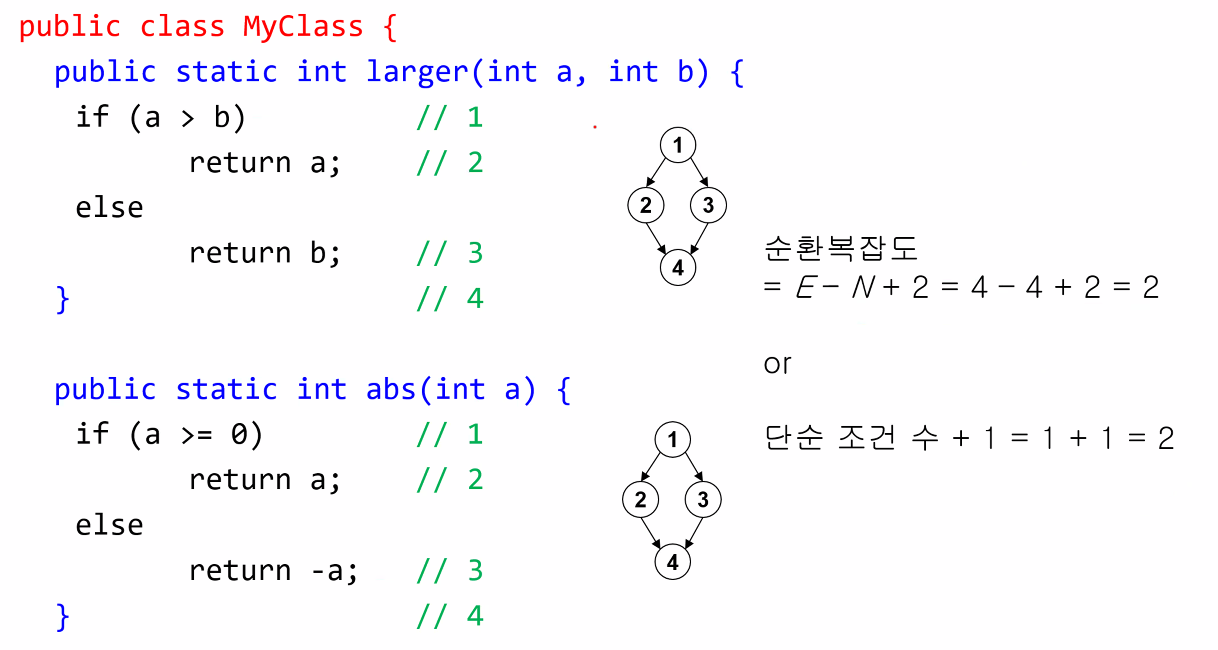 public class MyClass {
public static int larger(int a, int b) {
if (a > b) // 1
return a; // 2
else
return b; // 3
} // 4
1
2 3
4
순환복잡도
= E – N + 2 = 4 – 4 + 2 = 2
or
단순 조건 수 + 1 = 1 + 1 = 2
public static int abs(int a) {
if (a >= 0) // 1
return a; // 2
else
return -a; // 3
} // 4
1
2 3
4